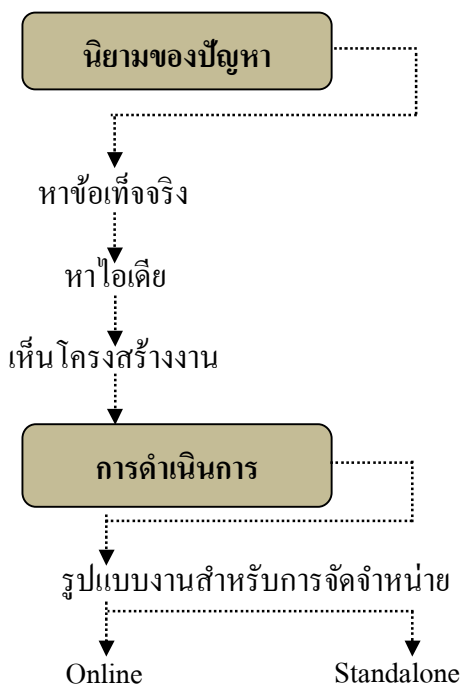 นิยามของปัญหา
หาข้อเท็จจริง
หาไอเดีย
เห็นโครงสร้างงาน
การดำเนินการ
รูปแบบงานสำหรับการจัดจำหน่าย
Online Standalone